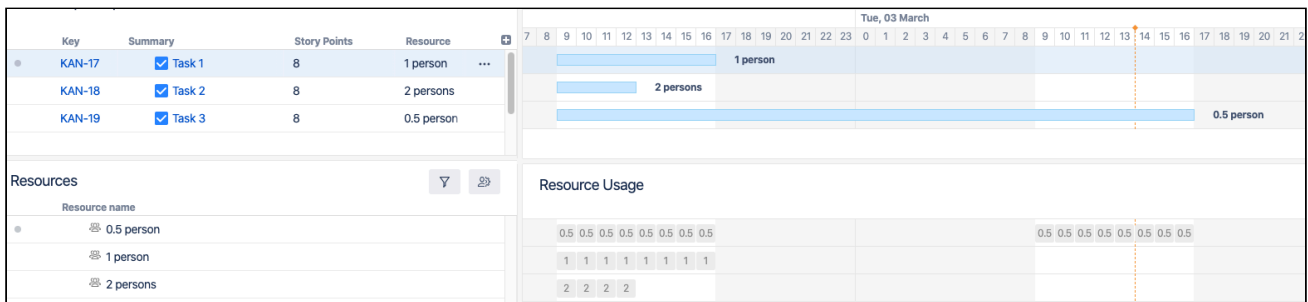 Tue, 03 March
Key Summary Story Points Resource
7 8 9 10 11 12 13 14 15 16 17 18 19 20 21 22 23 0 1 2 3 4 5 6 7 8 9 10 11 12 13 14 15 16 17 18 19 20 21
KAN-17 Task 1 8 1 person ••• 1 person
KAN-18 Task 2 8 2 persons 2 persons
KAN-19 Task 3 8 0.5 person 0.5 person
Resources
Resource Usage
Resource name
0.5 person 0.5 0.5 0.5 0.5 0.5 0.5 0.5 0.5 0.5 0.5 0.5 0.5 0.5 0.5 0.5 0.5
1 person 1 1 1 1 1 1 1 1
2 persons 2 2 2 2